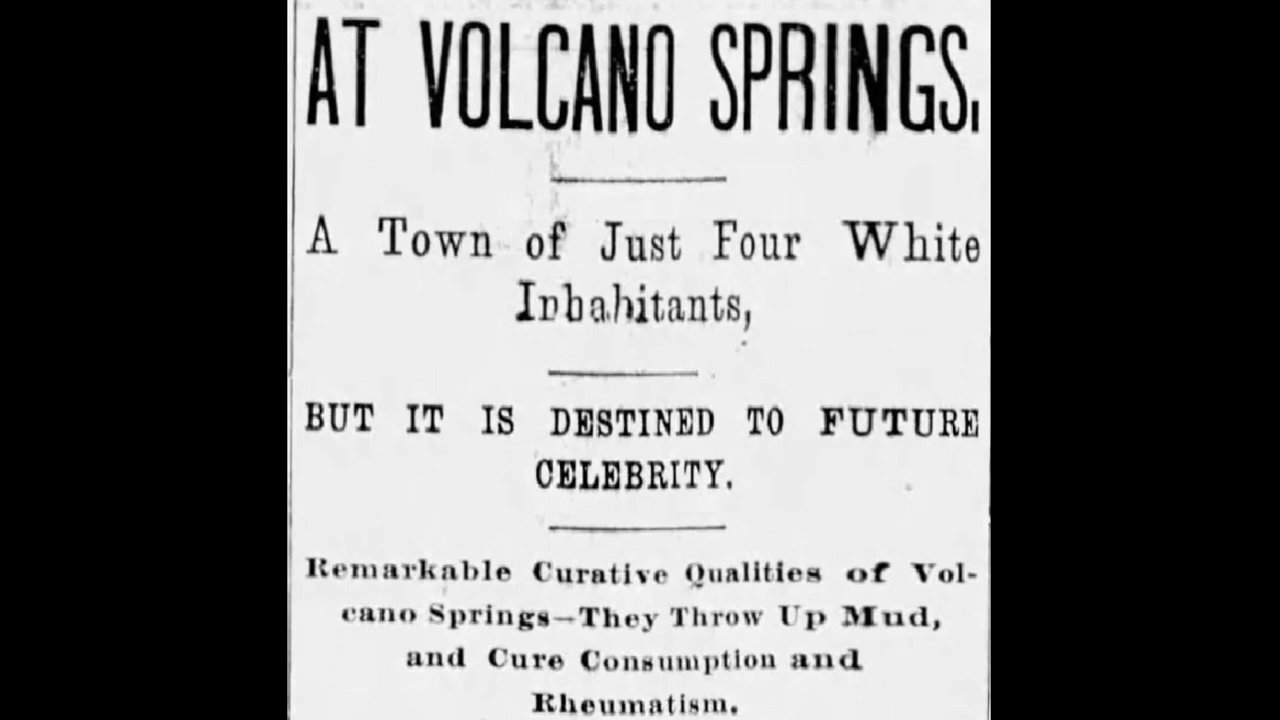 AT VOLCANO SPRINGS.
A Town of Just Four White
Inhabitants,
BUT IT IS DESTINED TO FUTURE
CELEBRITY.
Remarkable Curative Qualities of Vol-
cano Springs—They Throw Up Mud,
and Cure Consumption and
Rheumatism.